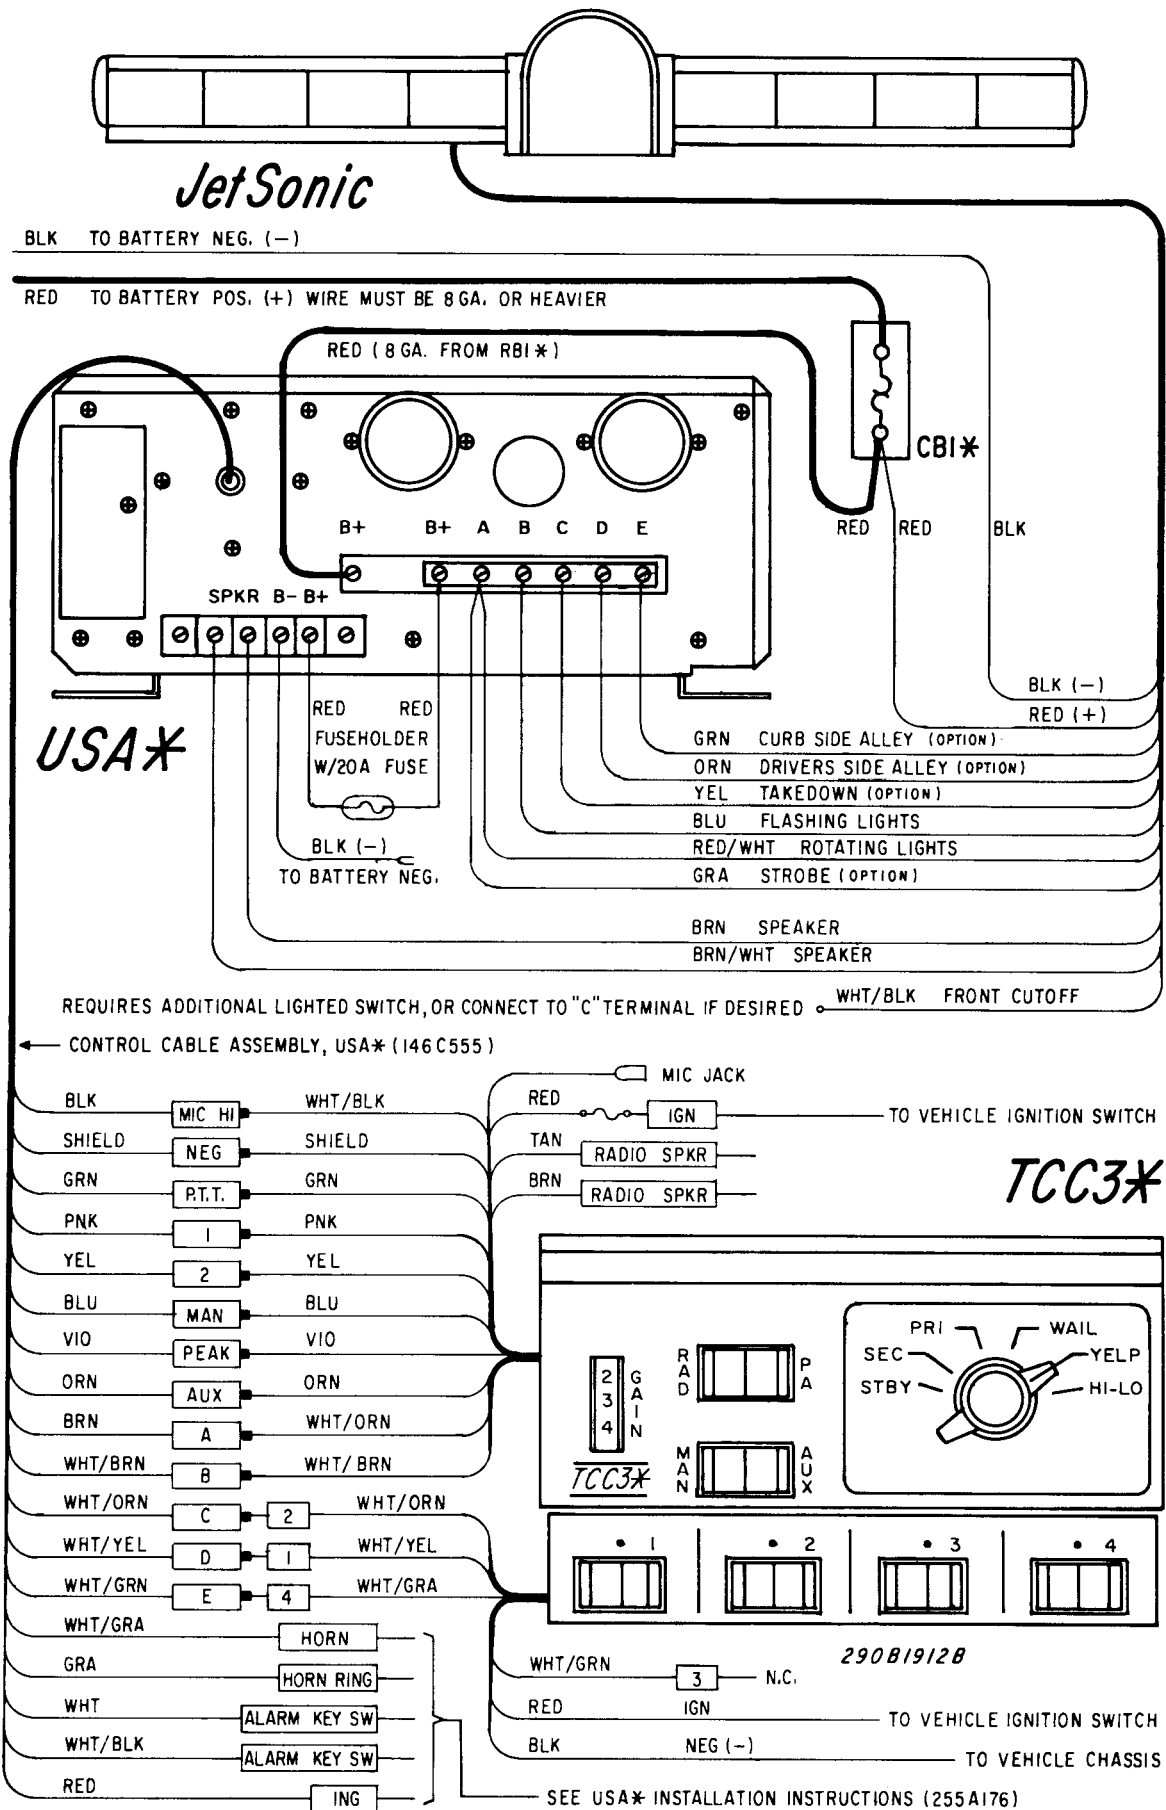 JetSonic
BLK TO BATTERY NEG. (—)
RED TO BATTERY POS. (+) WIRE MUST BE 8 GA. OR HEAVIER
RED (8 GA. FROM RB1*)
CB1*
RED RED BLK
B+ B+ A B C D E
SPKR B- B+
BLK (—)
RED (+)
USA*
RED RED
FUSEHOLDER
W/20A FUSE
BLK (—)
TO BATTERY NEG.
GRN CURB SIDE ALLEY (OPTION)
ORN DRIVERS SIDE ALLEY (OPTION)
YEL TAKEDOWN (OPTION)
BLU FLASHING LIGHTS
RED/WHT ROTATING LIGHTS
GRA STROBE (OPTION)
BRN SPEAKER
BRN/WHT SPEAKER
REQUIRES ADDITIONAL LIGHTED SWITCH, OR CONNECT TO "C" TERMINAL IF DESIRED WHT/BLK FRONT CUTOFF
CONTROL CABLE ASSEMBLY, USA* (146C555)
MIC JACK
BLK MIC HI WHT/BLK
RED IGN TO VEHICLE IGNITION SWITCH
SHIELD NEG SHIELD
TAN RADIO SPKR
GRN P.T.T. GRN
BRN RADIO SPKR
TCC3*
PNK 1 PNK
YEL 2 YEL
BLU MAN BLU
VIO PEAK VIO
ORN AUX ORN
BRN A WHT/ORN
WHT/BRN B WHT/BRN
WHT/ORN C 2 WHT/ORN
WHT/YEL D 1 WHT/YEL
WHT/GRN E 4 WHT/GRA
WHT/GRA HORN
GRA HORN RING
WHT ALARM KEY SW
WHT/BLK ALARM KEY SW
RED ING
2 3 4 GAIN
TCC3*
RAD PA
MAN AUX
PRI WAIL
SEC YELP
STBY HI-LO
1 2 3 4
290B1912B
WHT/GRN 3 N.C.
RED IGN TO VEHICLE IGNITION SWITCH
BLK NEG (—) TO VEHICLE CHASSIS
SEE USA* INSTALLATION INSTRUCTIONS (255A176)